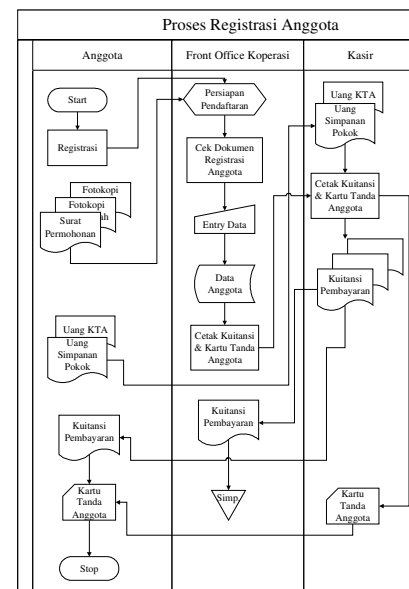 Proses Registrasi Anggota
Anggota
Front Office Koperasi
Kasir
Start
Registrasi
Fotokopi
Fotokopi
Surat
Permohonan
Uang KTA
Uang
Simpanan
Pokok
Kuitansi
Pembayaran
Kartu
Tanda
Anggota
Stop
Persiapan
Pendaftaran
Cek Dokumen
Registrasi
Anggota
Entry Data
Data
Anggota
Cetak Kuitansi
& Kartu Tanda
Anggota
Kuitansi
Pembayaran
Simp.
Uang KTA
Uang
Simpanan
Pokok
Cetak Kuitansi
& Kartu Tanda
Anggota
Kuitansi
Pembayaran
Kartu
Tanda
Anggota